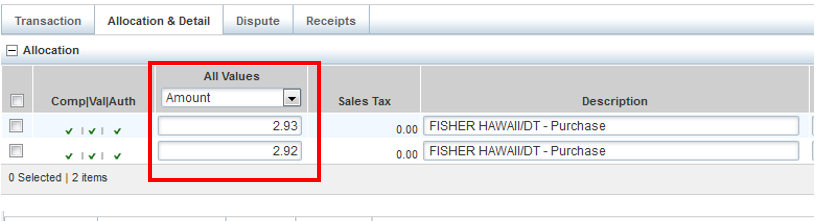 Transaction Allocation & Detail Dispute Receipts
Allocation
All Values
Comp|Val|Auth Amount Sales Tax Description
2.93 0.00 FISHER HAWAII/DT - Purchase
2.92 0.00 FISHER HAWAII/DT - Purchase
0 Selected | 2 items